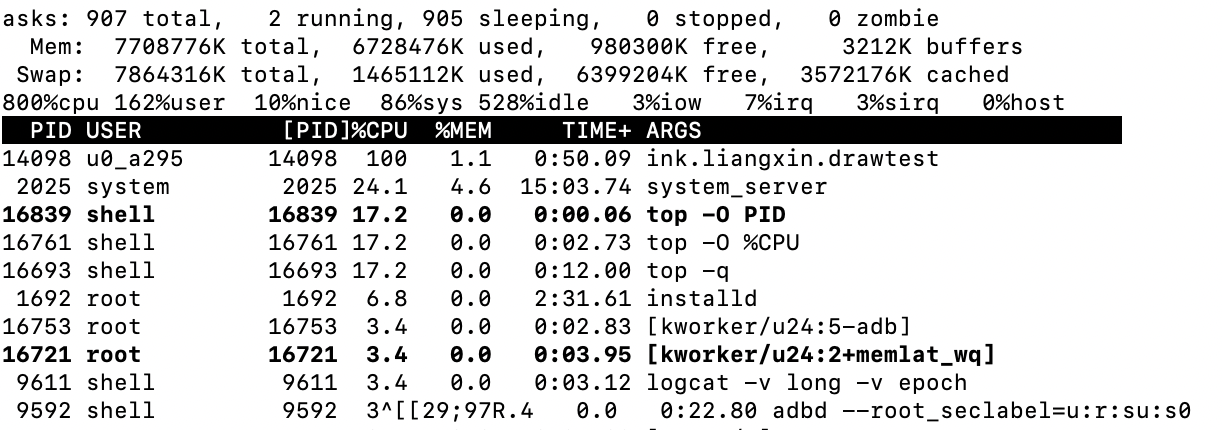 asks: 907 total,   2 running, 905 sleeping,   0 stopped,   0 zombie
  Mem:  7708776K total,  6728476K used,   980300K free,     3212K buffers
 Swap:  7864316K total,  1465112K used,  6399204K free,  3572176K cached
800%cpu 162%user  10%nice  86%sys 528%idle   3%iow   7%irq   3%sirq   0%host
  PID USER          [PID]%CPU  %MEM     TIME+ ARGS
14098 u0_a295      14098  100   1.1   0:50.09 ink.liangxin.drawtest
 2025 system        2025 24.1   4.6  15:03.74 system_server
16839 shell        16839 17.2   0.0   0:00.06 top -O PID
16761 shell        16761 17.2   0.0   0:02.73 top -O %CPU
16693 shell        16693 17.2   0.0   0:12.00 top -q
 1692 root          1692  6.8   0.0   2:31.61 installd
16753 root         16753  3.4   0.0   0:02.83 [kworker/u24:5-adb]
16721 root         16721  3.4   0.0   0:03.95 [kworker/u24:2+memlat_wq]
 9611 shell         9611  3.4   0.0   0:03.12 logcat -v long -v epoch
 9592 shell         9592  3^[[29;97R.4   0.0   0:22.80 adbd --root_seclabel=u:r:su:s0